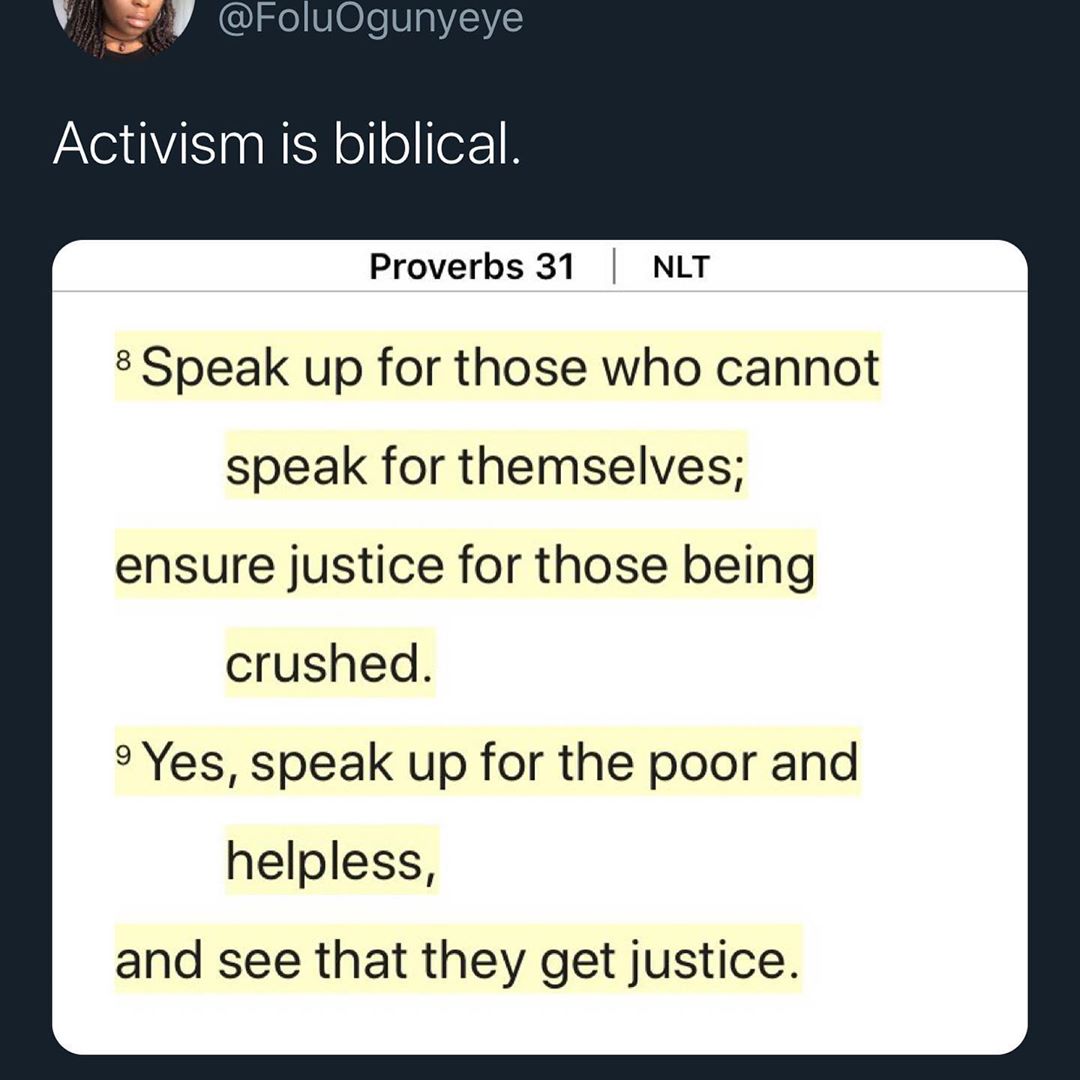 @FoluOgunyeye
Activism is biblical.
Proverbs 31 | NLT
8 Speak up for those who cannot
speak for themselves;
ensure justice for those being
crushed.
9 Yes, speak up for the poor and
helpless,
and see that they get justice.